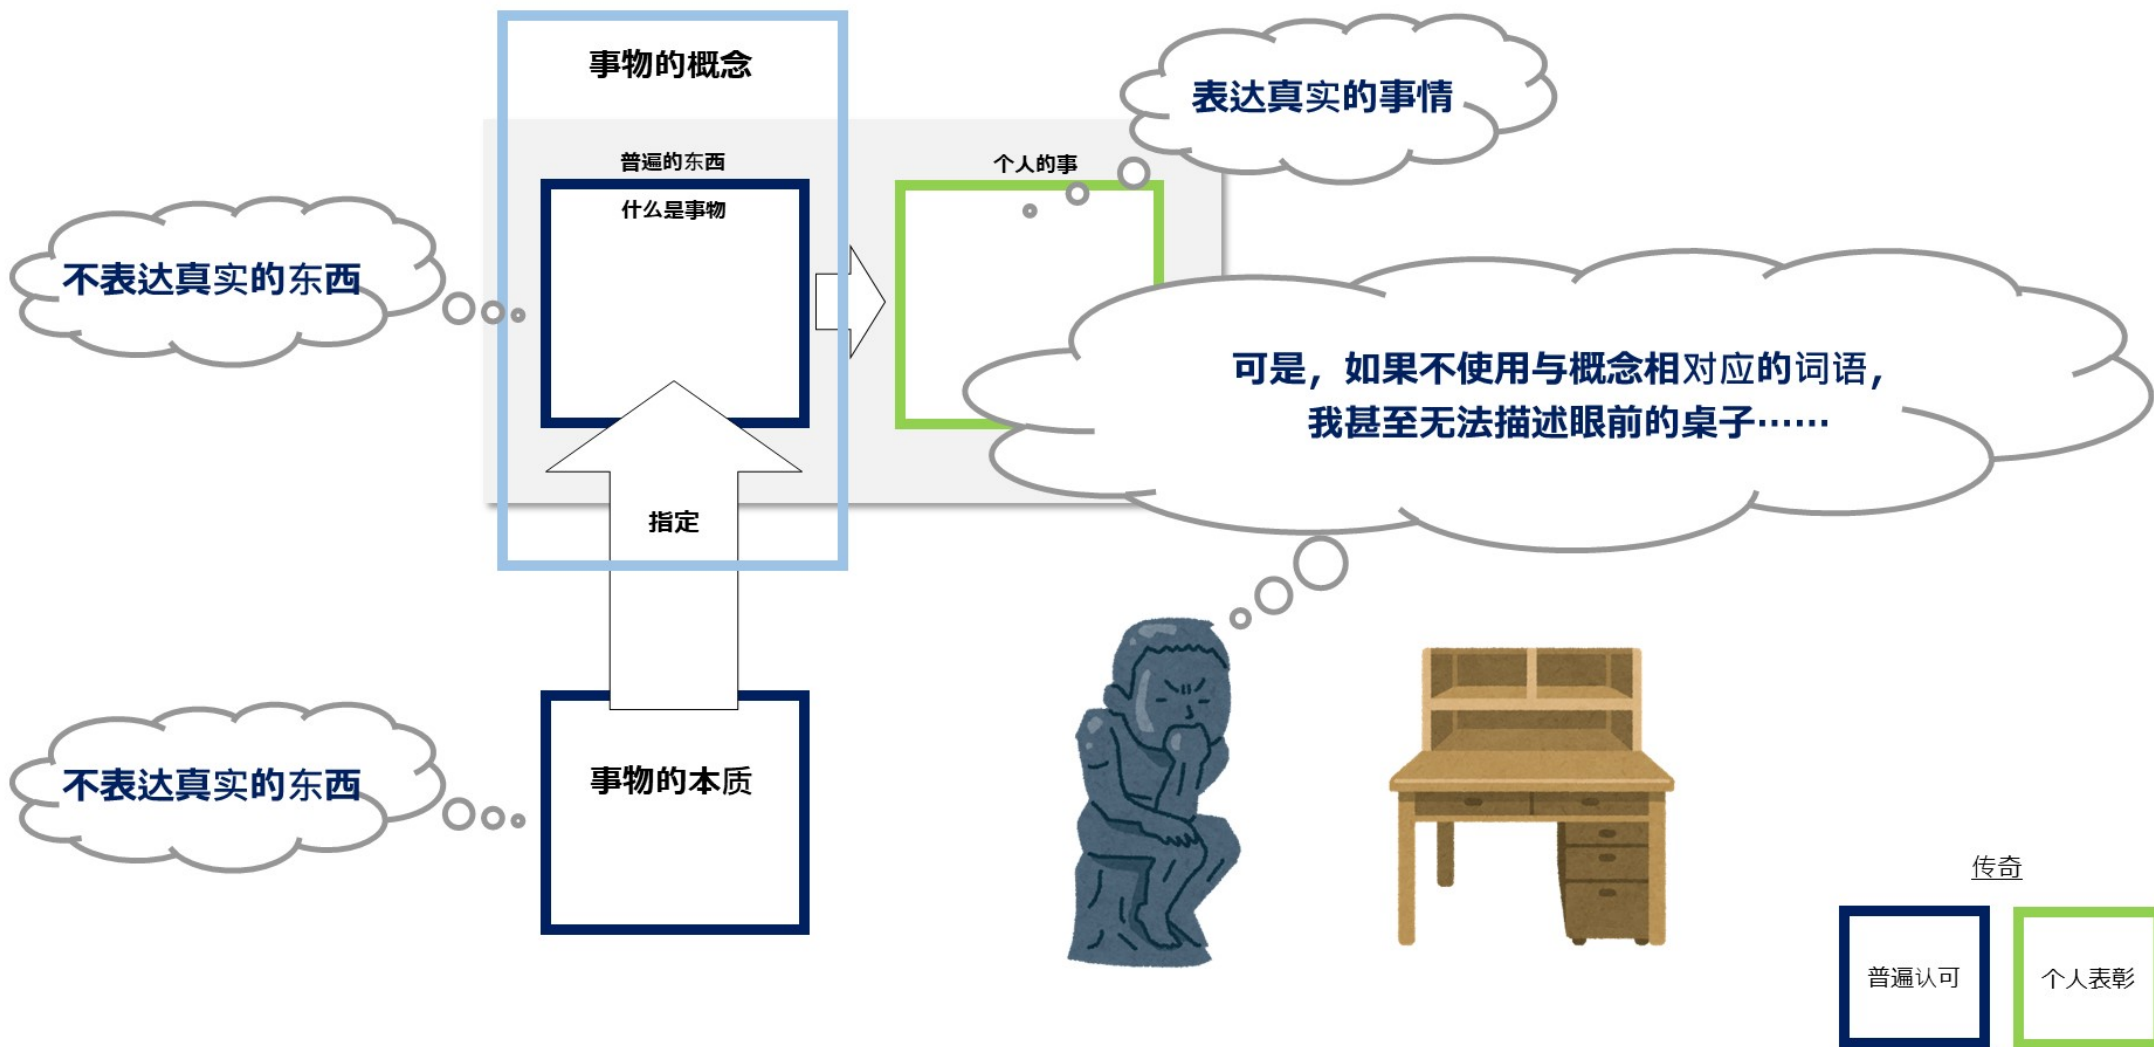 事物的概念
表达真实的事情
普遍的东西
个人的事
什么是事物
不表达真实的东西
可是，如果不使用与概念相对应的词语，
我甚至无法描述眼前的桌子……
指定
不表达真实的东西
事物的本质
传奇
普遍认可
个人表彰